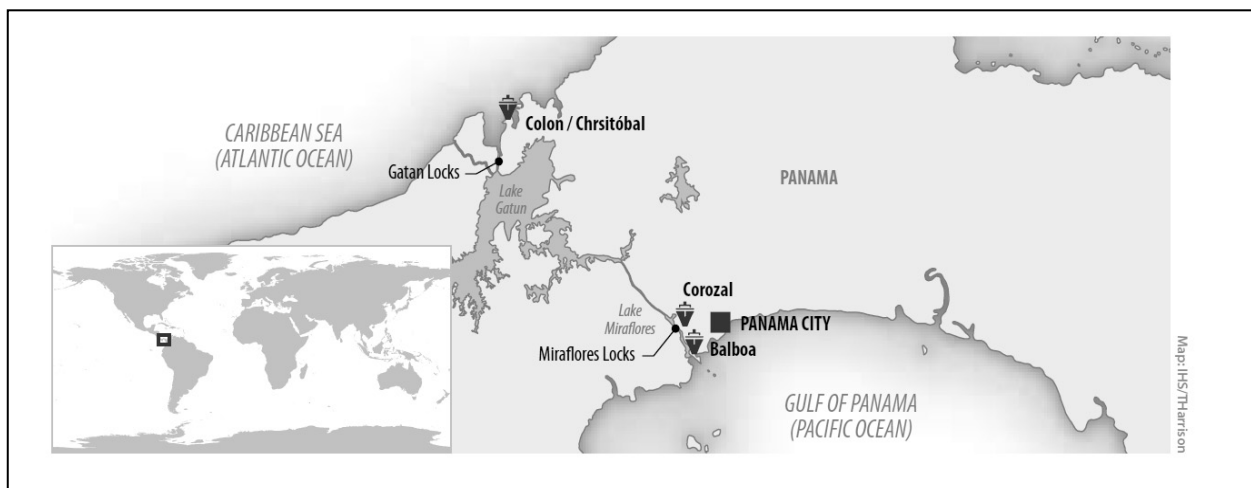 Colon / Chrsitóbal
CARIBBEAN SEA
(ATLANTIC OCEAN)
Gatan Locks
PANAMA
Lake
Gatun
Corozal
Lake
Miraflores
PANAMA CITY
Miraflores Locks
Balboa
GULF OF PANAMA
(PACIFIC OCEAN)
Map: IHS/THarrison